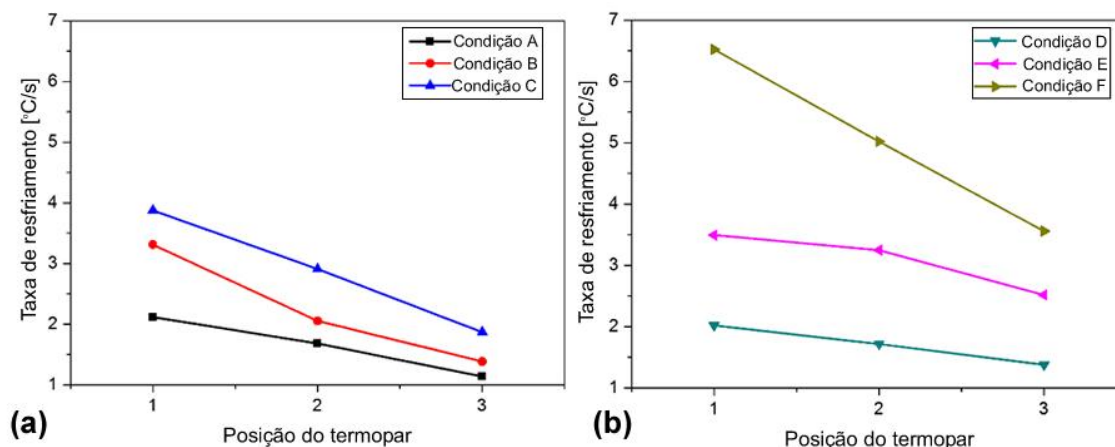 7
6
5
4
3
2
1
Taxa de resfriamento [°C/s]
Condição A
Condição B
Condição C
1 2 3
Posição do termopar
(a)
7
6
5
4
3
2
1
Taxa de resfriamento [°C/s]
Condição D
Condição E
Condição F
1 2 3
Posição do termopar
(b)